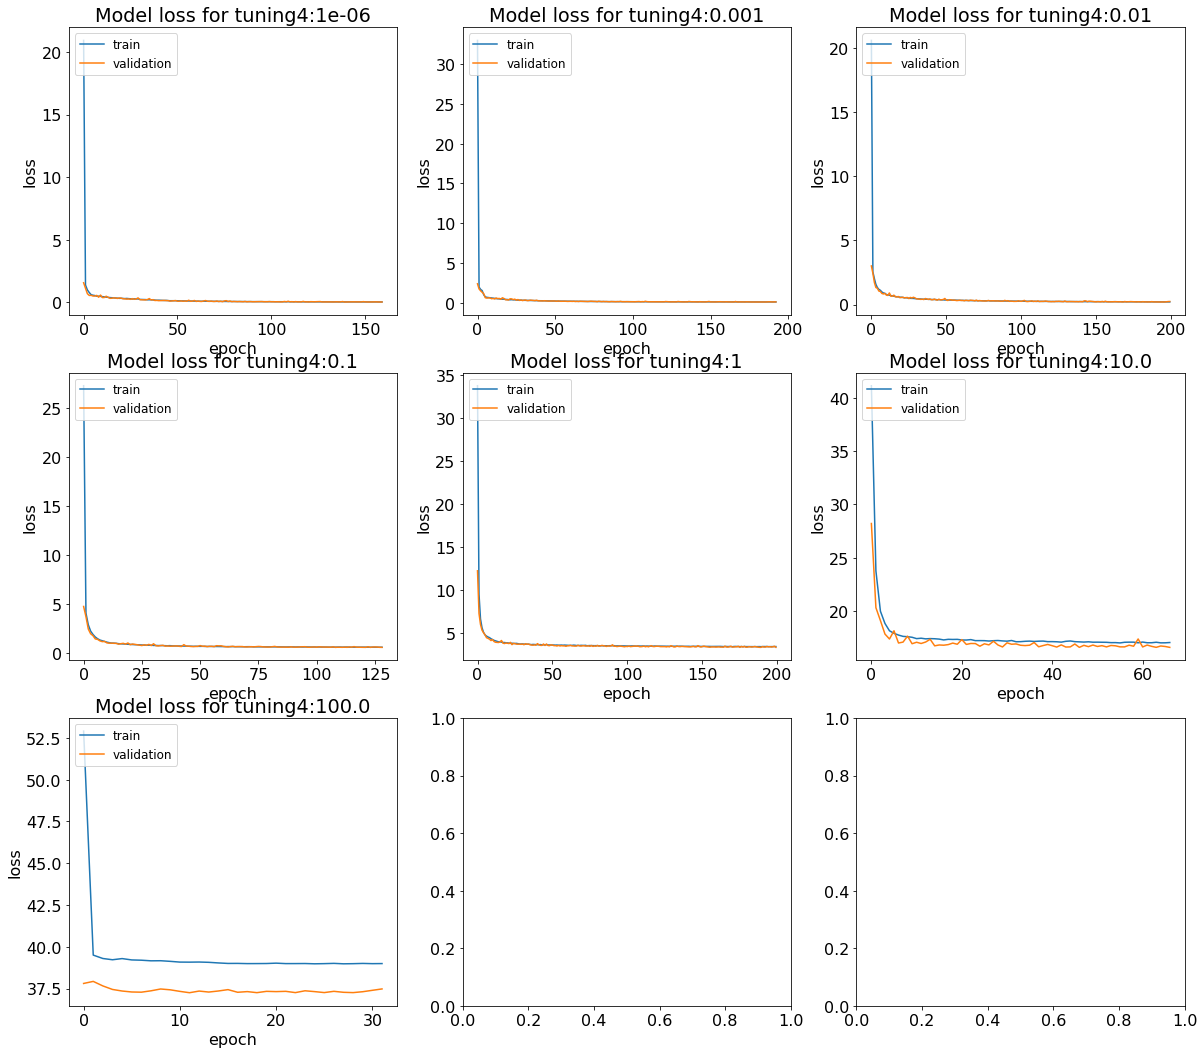 Model loss for tuning4:1e-06
train
validation
20
15
10
5
0
loss
0 50 100 150
epoch
Model loss for tuning4:0.001
train
validation
30
25
20
15
10
5
0
loss
0 50 100 150 200
epoch
Model loss for tuning4:0.01
train
validation
20
15
10
5
0
loss
0 50 100 150 200
epoch
Model loss for tuning4:0.1
train
validation
25
20
15
10
5
0
loss
0 25 50 75 100 125
epoch
Model loss for tuning4:1
train
validation
35
30
25
20
15
10
5
loss
0 50 100 150 200
epoch
Model loss for tuning4:10.0
train
validation
40
35
30
25
20
loss
0 20 40 60
epoch
Model loss for tuning4:100.0
train
validation
52.5
50.0
47.5
45.0
42.5
40.0
37.5
loss
0 10 20 30
epoch
1.0
0.8
0.6
0.4
0.2
0.0
0.0 0.2 0.4 0.6 0.8 1.0
1.0
0.8
0.6
0.4
0.2
0.0
0.0 0.2 0.4 0.6 0.8 1.0